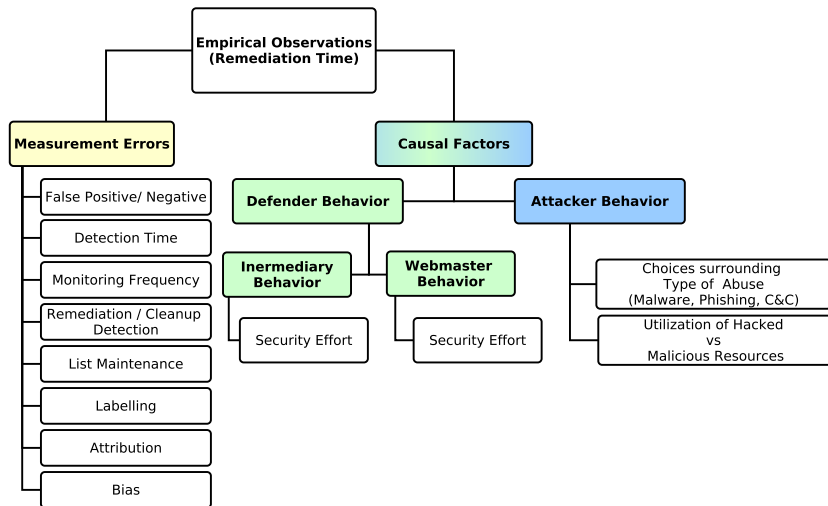 Empirical Observations
(Remediation Time)
Measurement Errors
False Positive/ Negative
Detection Time
Monitoring Frequency
Remediation / Cleanup
Detection
List Maintenance
Labelling
Attribution
Bias
Causal Factors
Defender Behavior
Inermediary
Behavior
Security Effort
Webmaster
Behavior
Security Effort
Attacker Behavior
Choices surrounding
Type of Abuse
(Malware, Phishing, C&C)
Utilization of Hacked
vs
Malicious Resources